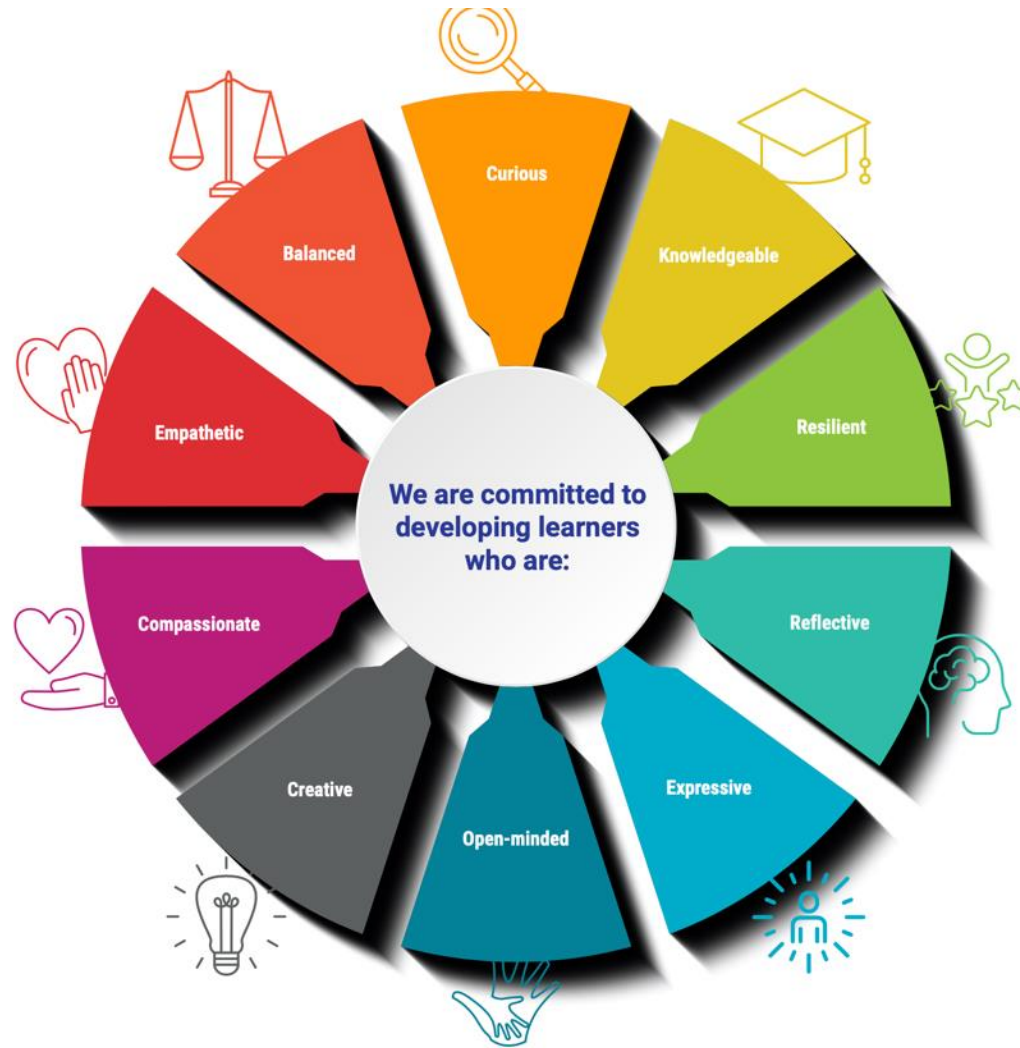 Curious
Knowledgeable
Resilient
Reflective
Expressive
Open-minded
Creative
Compassionate
Empathetic
Balanced
We are committed to
developing learners
who are: